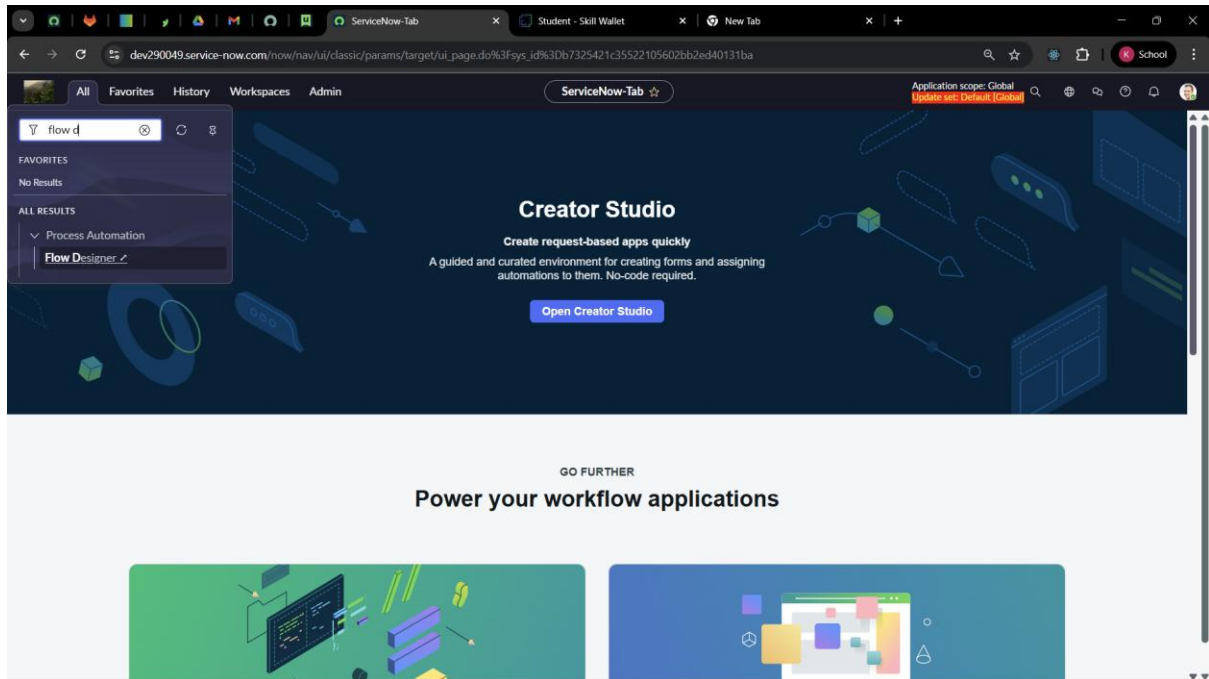 ServiceNow-Tab
Student - Skill Wallet
New Tab
dev290049.service-now.com/now/nav/ui/classic/params/target/ui_page.do%3Fsys_id%3Db7325421c35522105602bb2ed40131ba
K School
All Favorites History Workspaces Admin
ServiceNow-Tab
Application scope: Global
Update set: Default [Global]
flow d
FAVORITES
No Results
ALL RESULTS
Process Automation
Flow Designer
Creator Studio
Create request-based apps quickly
A guided and curated environment for creating forms and assigning
automations to them. No-code required.
Open Creator Studio
GO FURTHER
Power your workflow applications